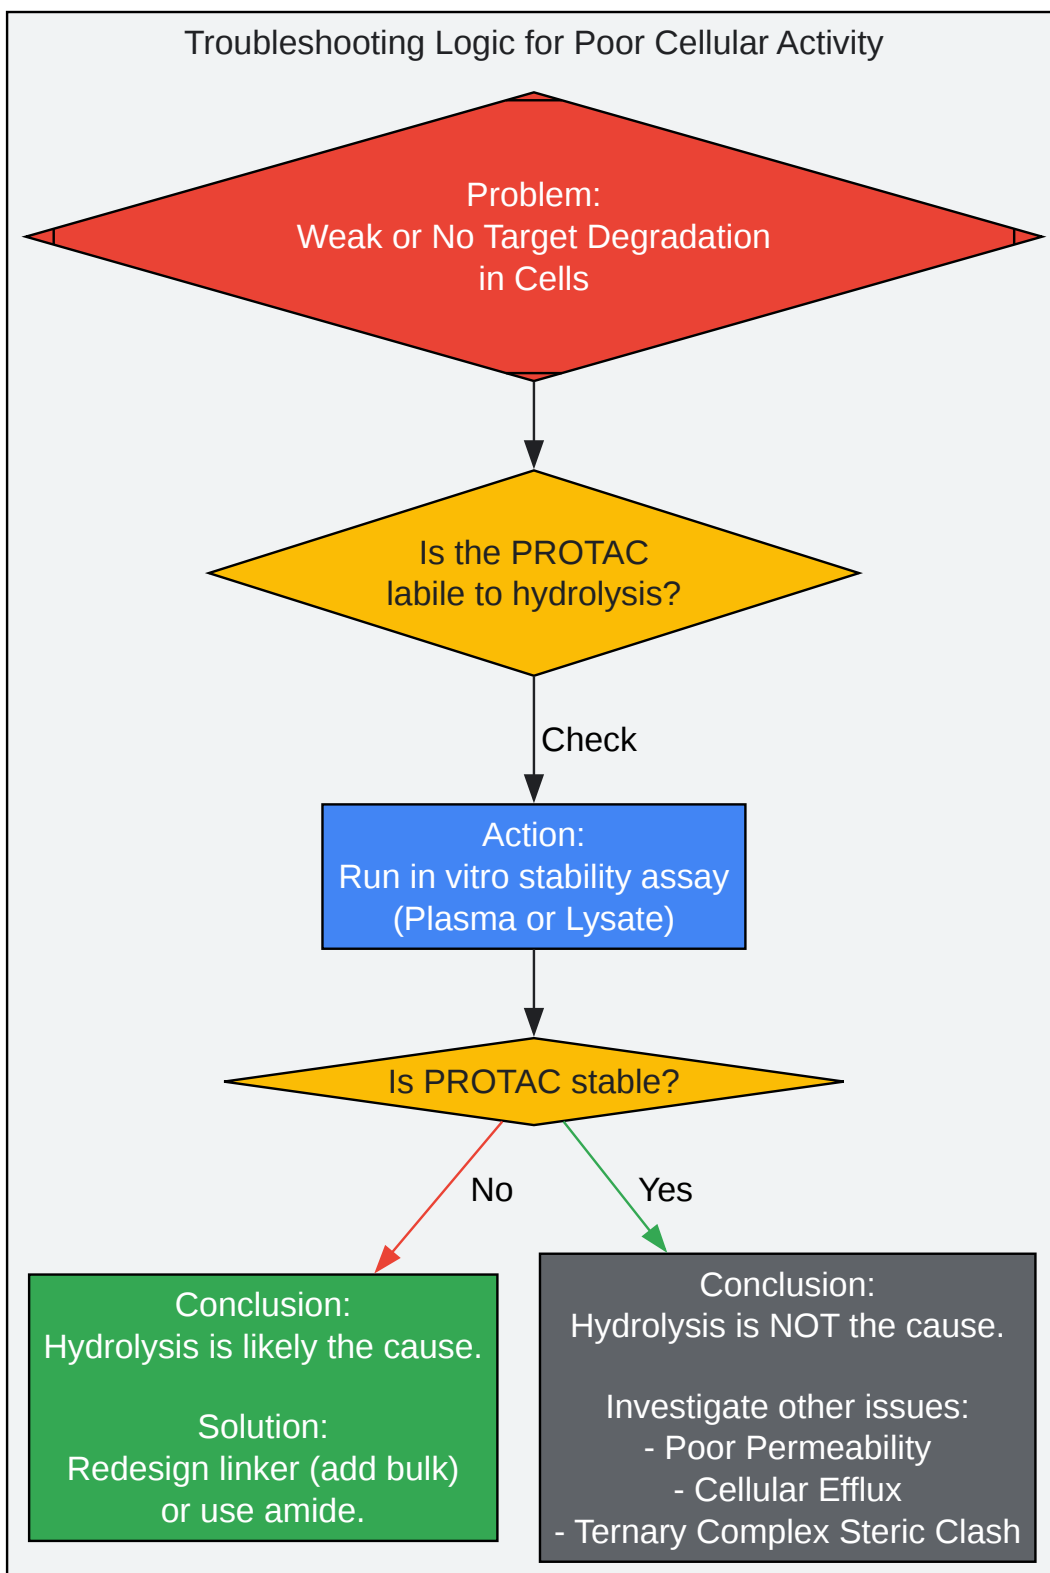 Troubleshooting Logic for Poor Cellular Activity
Problem:
Weak or No Target Degradation
in Cells
Is the PROTAC
labile to hydrolysis?
Check
Action:
Run in vitro stability assay
(Plasma or Lysate)
Is PROTAC stable?
No
Yes
Conclusion:
Hydrolysis is likely the cause.
Solution:
Redesign linker (add bulk)
or use amide.
Conclusion:
Hydrolysis is NOT the cause.
Investigate other issues:
- Poor Permeability
- Cellular Efflux
- Ternary Complex Steric Clash